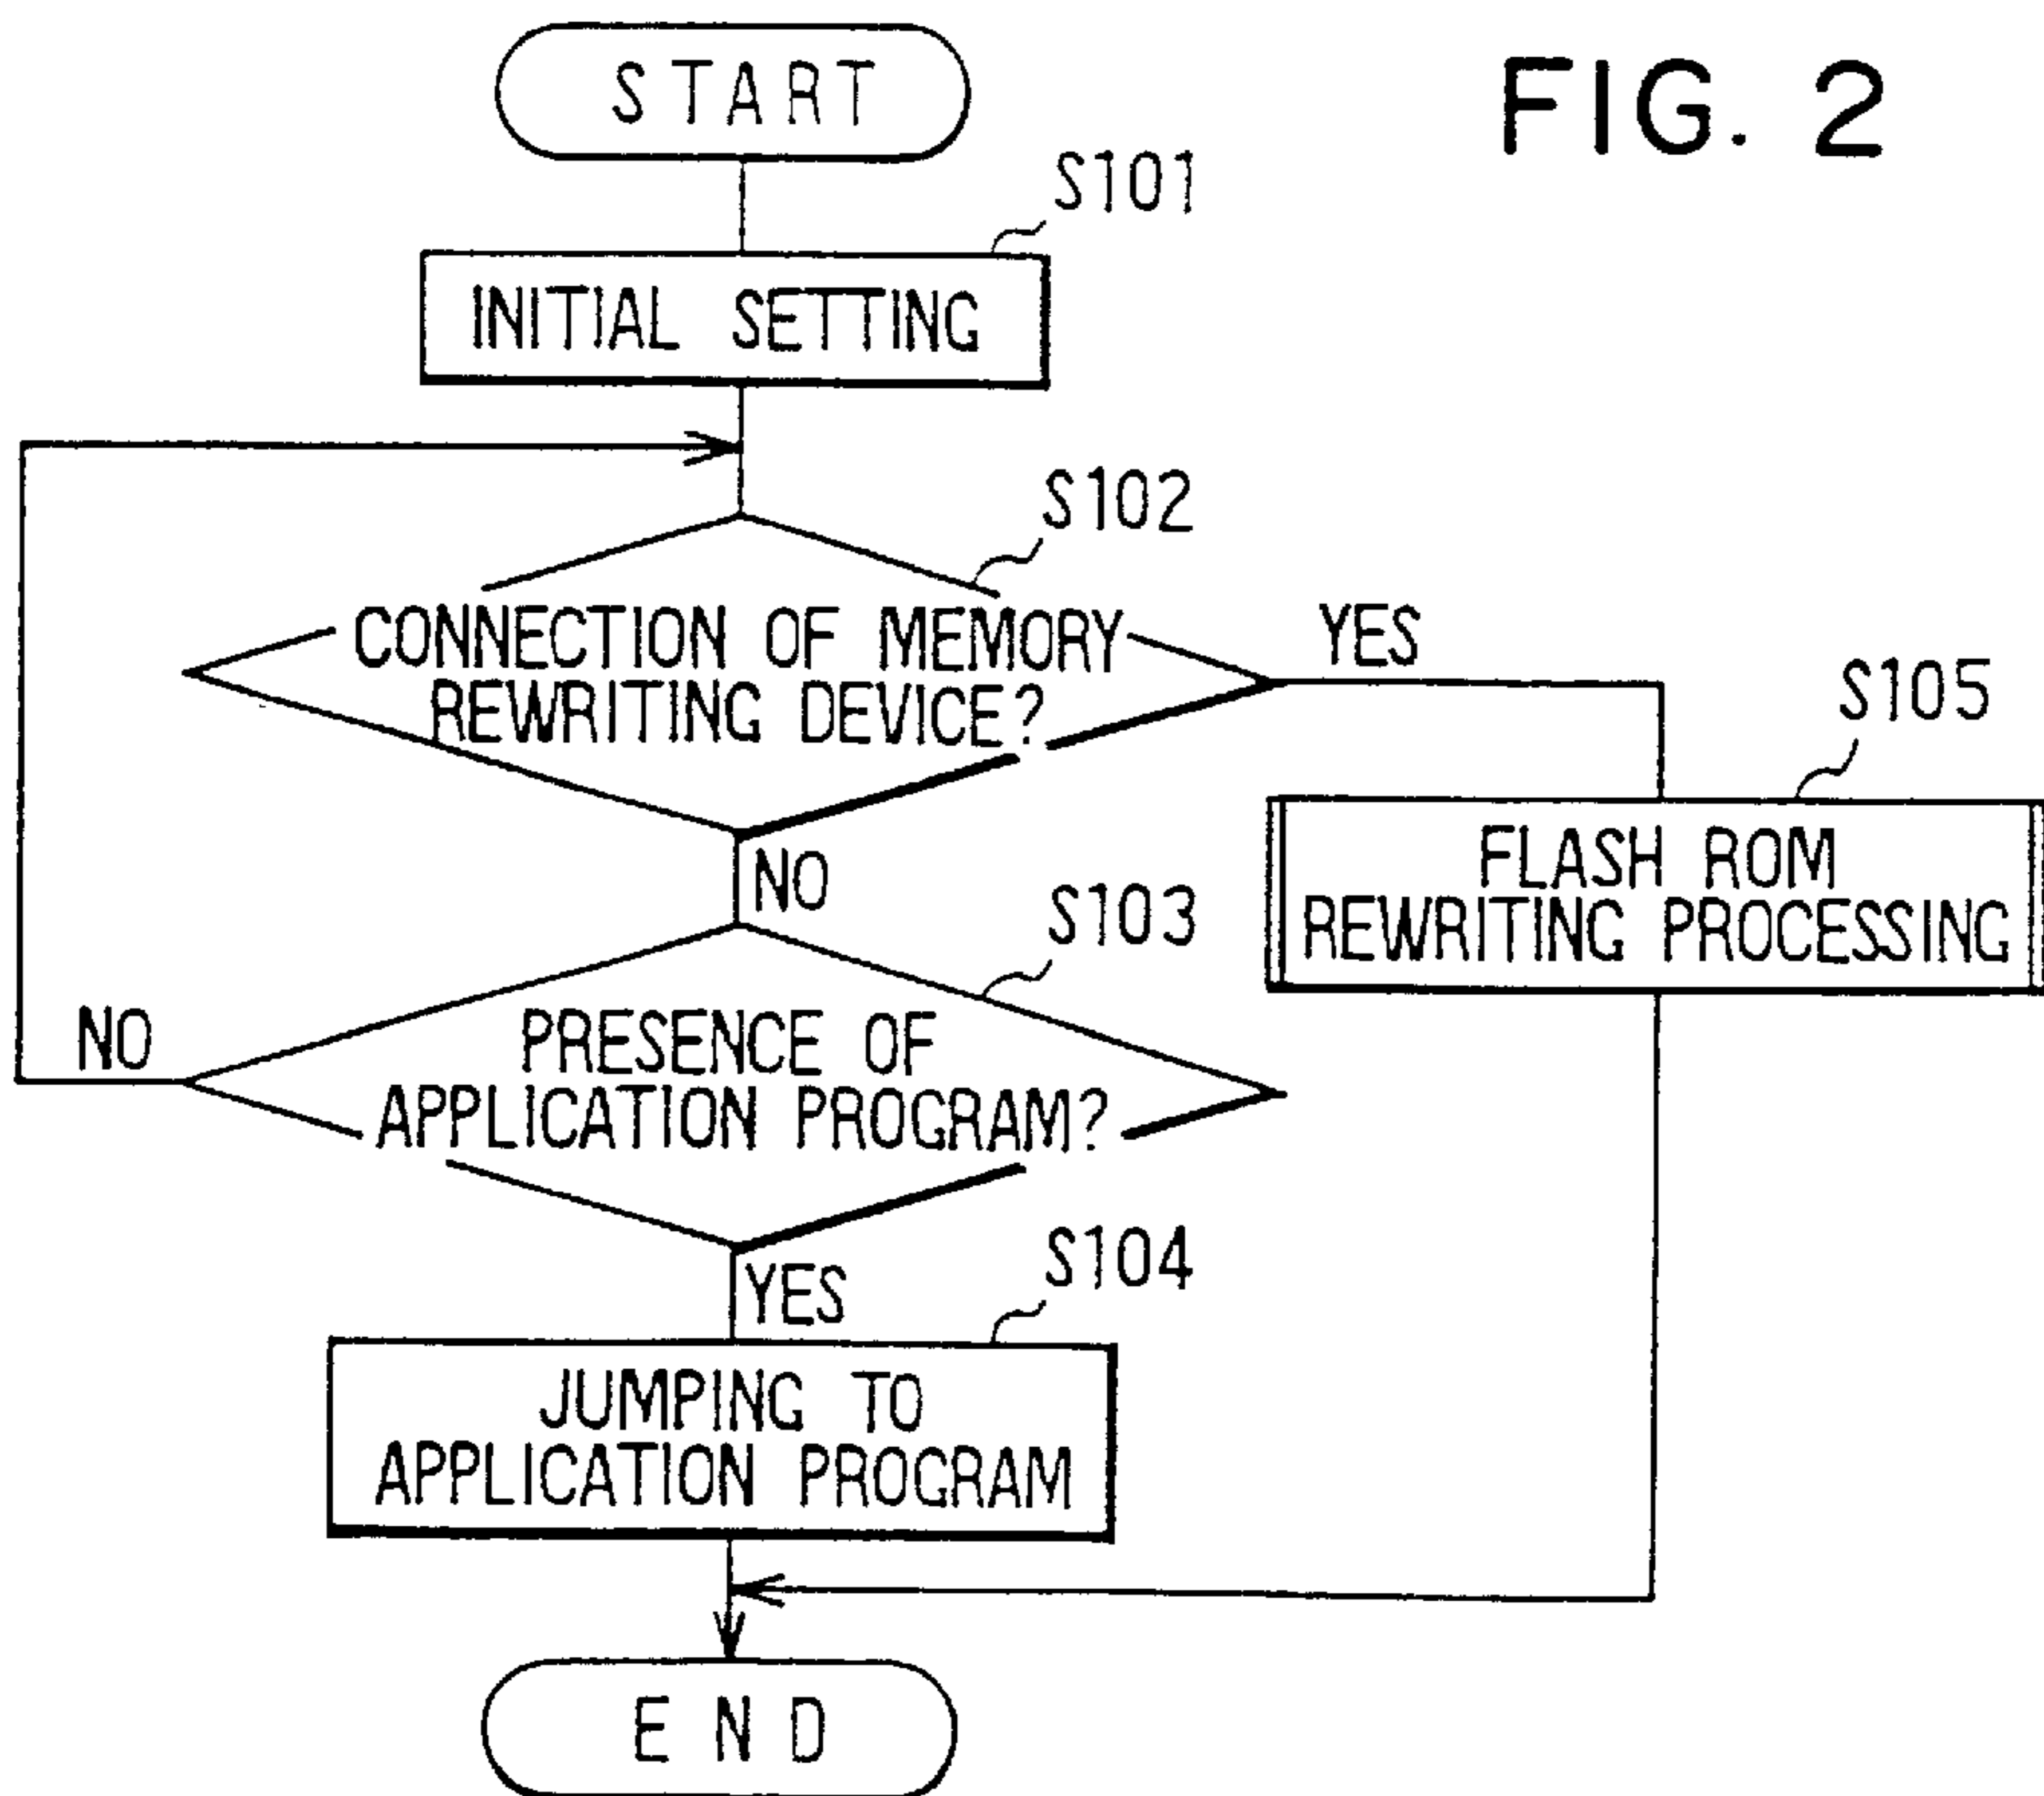 FIG. 2
START
S101
INITIAL SETTING
S102
CONNECTION OF MEMORY
REWRITING DEVICE?
YES
S105
FLASH ROM
REWRITING PROCESSING
NO
S103
NO
PRESENCE OF
APPLICATION PROGRAM?
YES
S104
JUMPING TO
APPLICATION PROGRAM
END